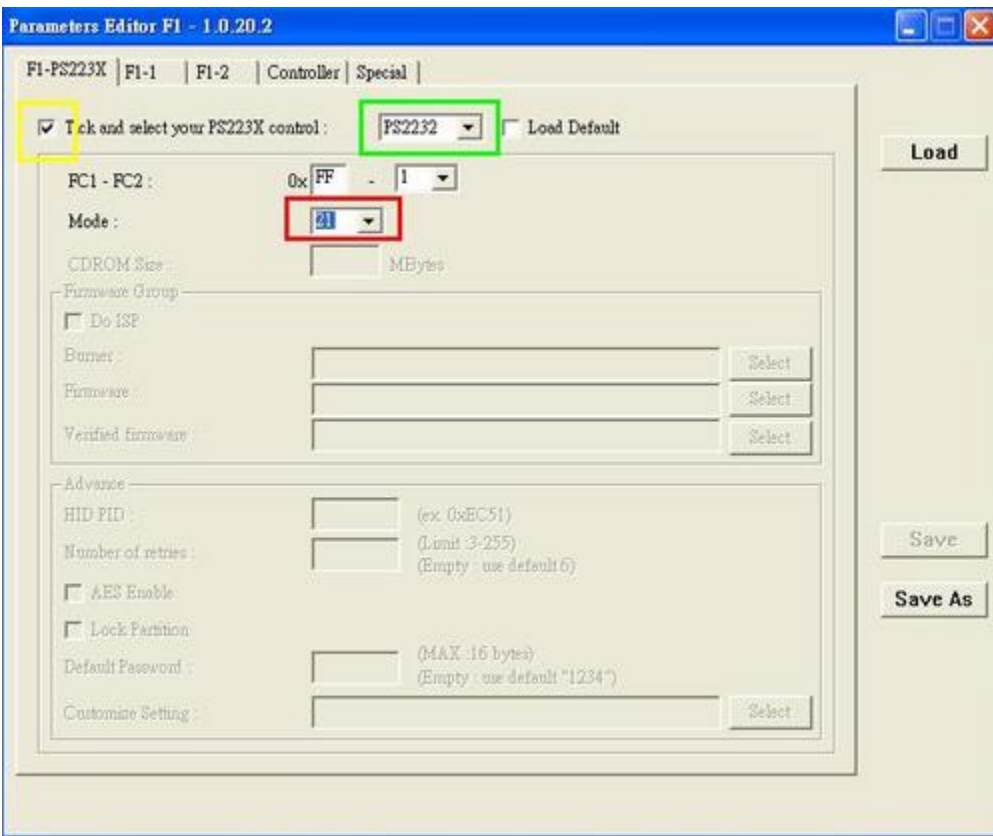 Parameters Editor F1 - 1.0.20.2
F1-PS223X F1-1 F1-2 Controller Special
Tick and select your PS223X control : PS2232 Load Default
Load
FC1 - FC2 : 0x FF - 1
Mode : 21
CDROM Size : MBytes
Firmware Group
Do ISP
Burner : Select
Firmware : Select
Verified firmware : Select
Advance
HID PID : (ex. 0xEC51)
Number of retries : (Limit :3-255)
(Empty : use default 6)
Save
AES Enable
Save As
Lock Partition
Default Password : (MAX :16 bytes)
(Empty : use default "1234")
Customize Setting : Select